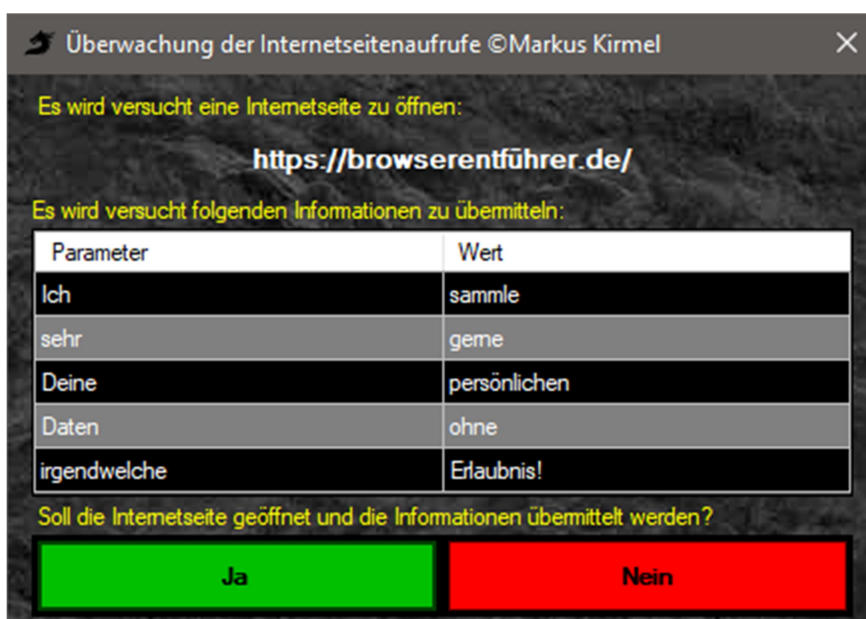 Überwachung der Internetseitenaufrufe ©Markus Kirmel
Es wird versucht eine Internetseite zu öffnen:
https://browserentführer.de/
Es wird versucht folgenden Informationen zu übermitteln:
Parameter Wert
Ich sammle
sehr gerne
Deine persönlichen
Daten ohne
irgendwelche Erlaubnis!
Soll die Internetseite geöffnet und die Informationen übermittelt werden?
Ja Nein